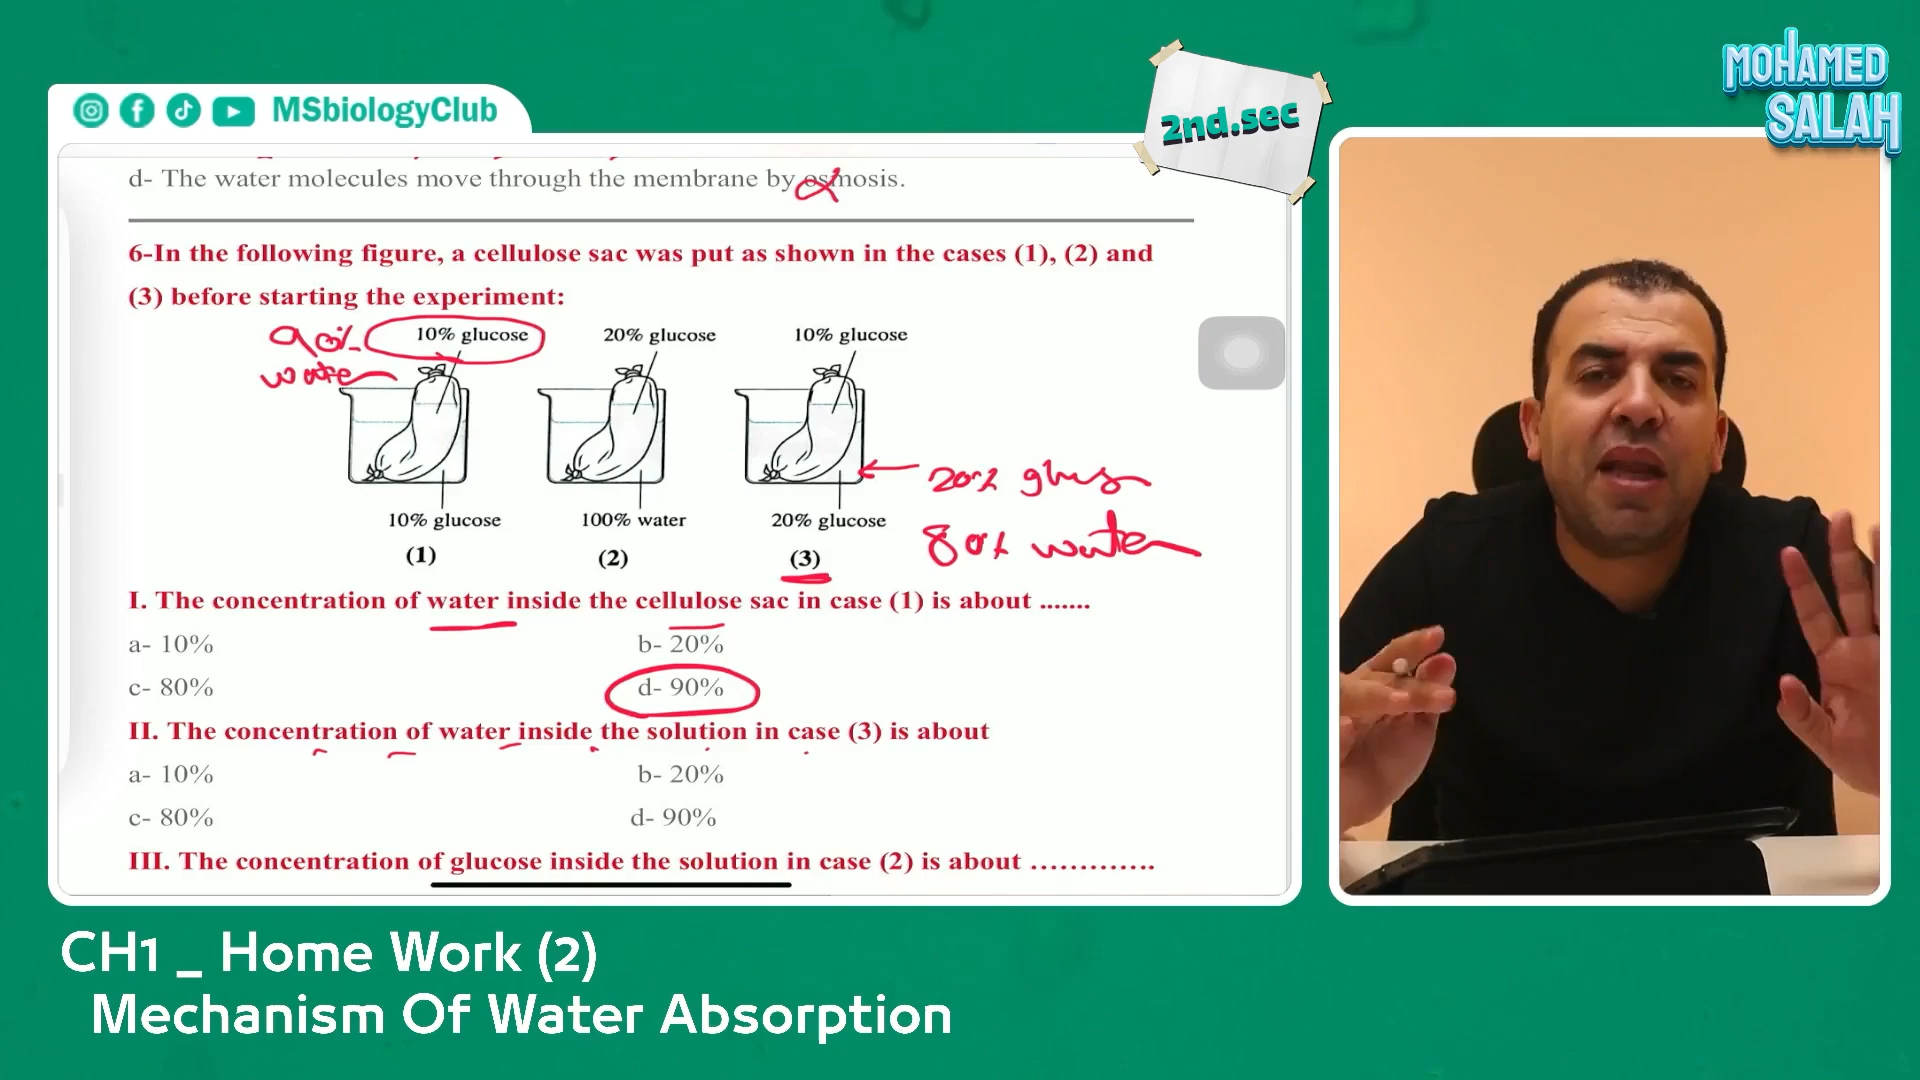 MOHAMED
SALAH
2nd.sec
MSbiologyClub
d- The water molecules move through the membrane by osmosis.
6-In the following figure, a cellulose sac was put as shown in the cases (1), (2) and
(3) before starting the experiment:
90%
water
10% glucose
20% glucose
10% glucose
20%
80% water
10% glucose
100% water
20% glucose
(1)
(2)
(3)
I. The concentration of water inside the cellulose sac in case (1) is about .......
a- 10%
b- 20%
c- 80%
d- 90%
II. The concentration of water inside the solution in case (3) is about
a- 10%
b- 20%
c- 80%
d- 90%
III. The concentration of glucose inside the solution in case (2) is about .............
CH1 _ Home Work (2)
Mechanism Of Water Absorption